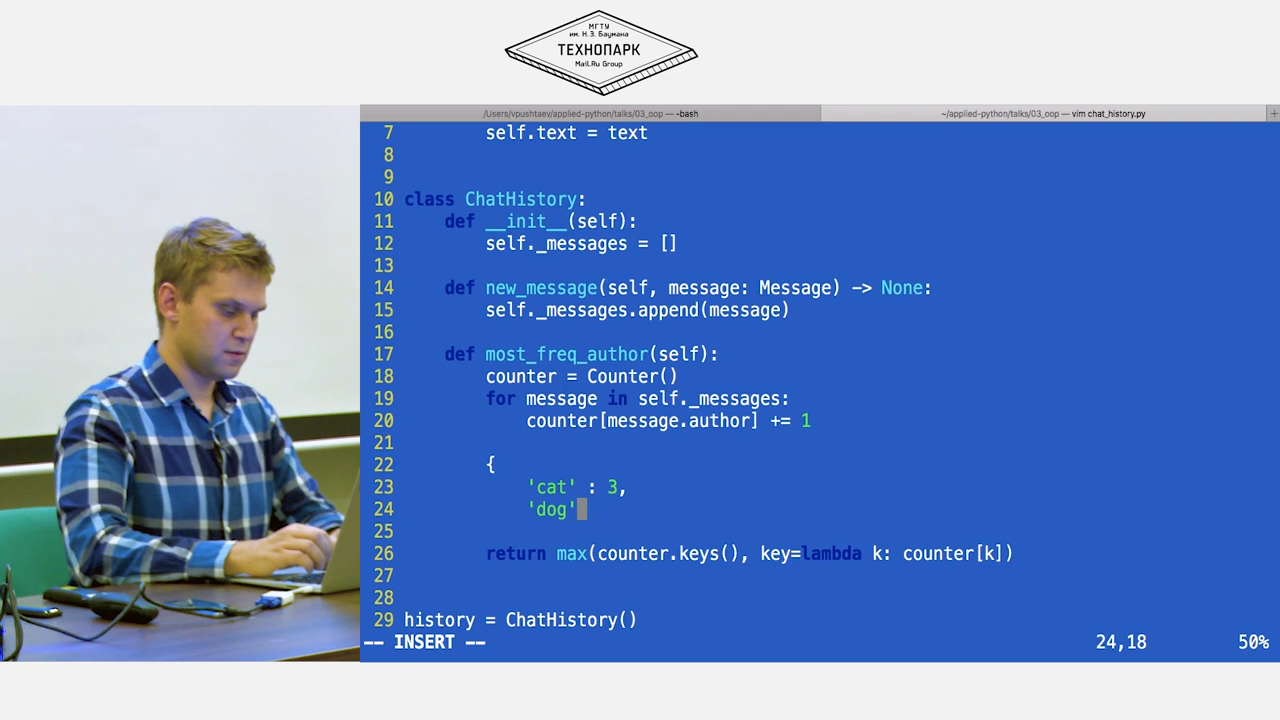 МГТУ
им. Н.Э. Баумана
ТЕХНОПАРК
Mail.Ru Group
/Users/vpushtaev/applied-python/talks/03_oop — -bash
~/applied-python/talks/03_oop — vim chat_history.py
+
7 self.text = text
8
9
10 class ChatHistory:
11 def __init__(self):
12 self._messages = []
13
14 def new_message(self, message: Message) -> None:
15 self._messages.append(message)
16
17 def most_freq_author(self):
18 counter = Counter()
19 for message in self._messages:
20 counter[message.author] += 1
21
22 {
23 'cat' : 3,
24 'dog'
25
26 return max(counter.keys(), key=lambda k: counter[k])
27
28
29 history = ChatHistory()
-- INSERT -- 24,18 50%